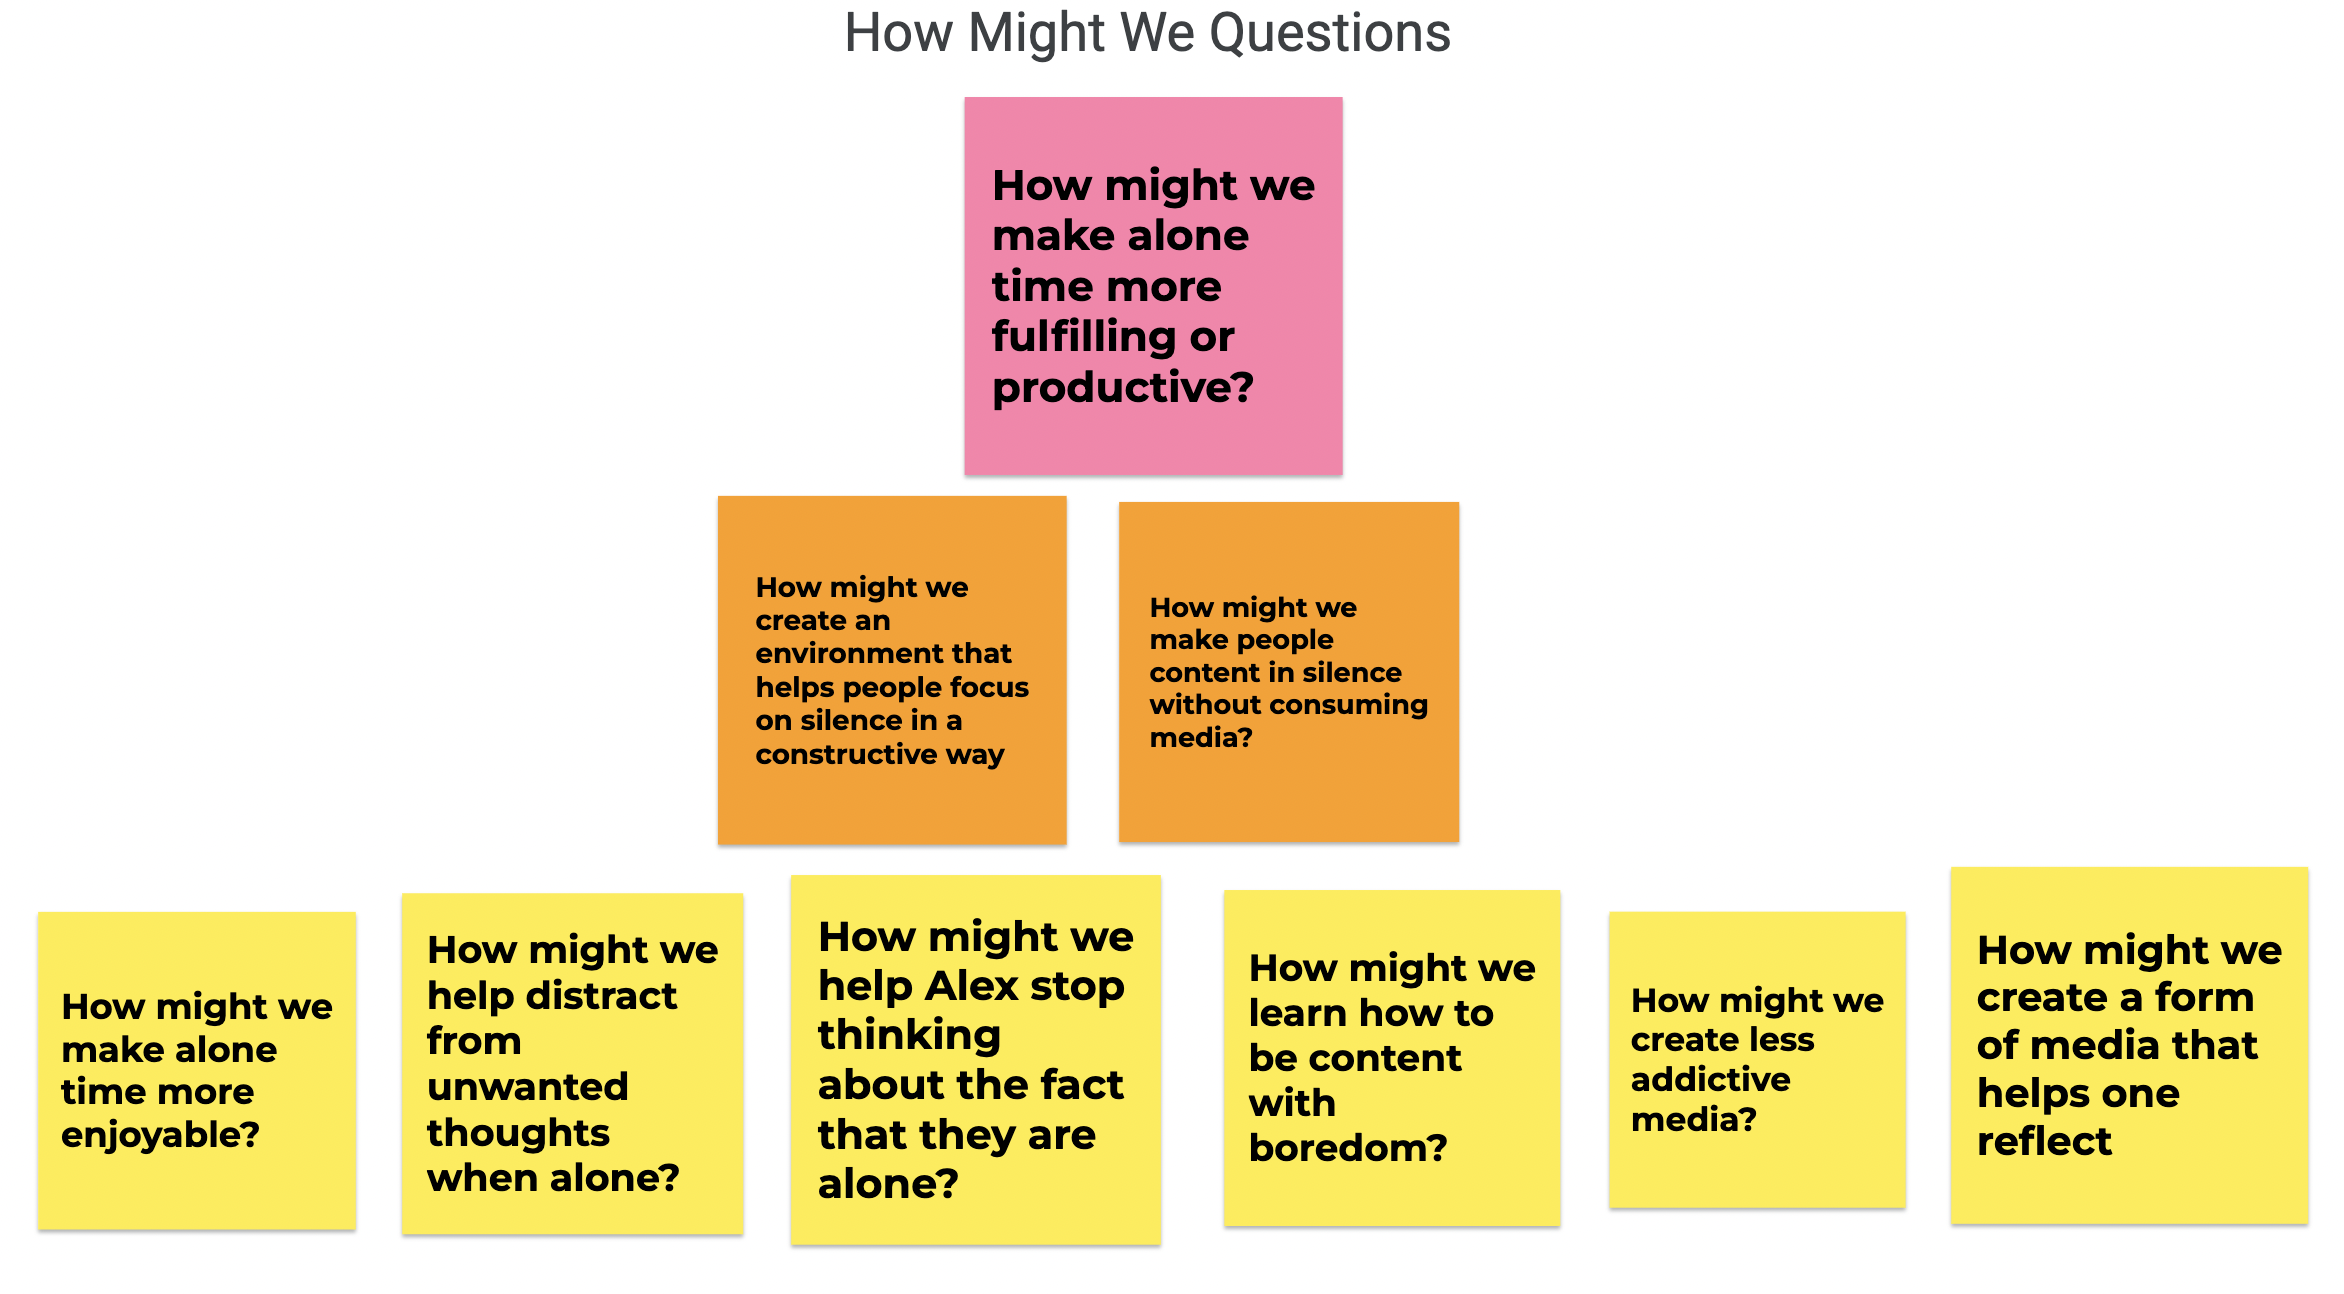 How Might We Questions
How might we
make alone
time more
fulfilling or
productive?
How might we
create an
environment that
helps people focus
on silence in a
constructive way
How might we
make people
content in silence
without consuming
media?
How might we
make alone
time more
enjoyable?
How might we
help distract
from
unwanted
thoughts
when alone?
How might we
help Alex stop
thinking
about the fact
that they are
alone?
How might we
learn how to
be content
with
boredom?
How might we
create less
addictive
media?
How might we
create a form
of media that
helps one
reflect